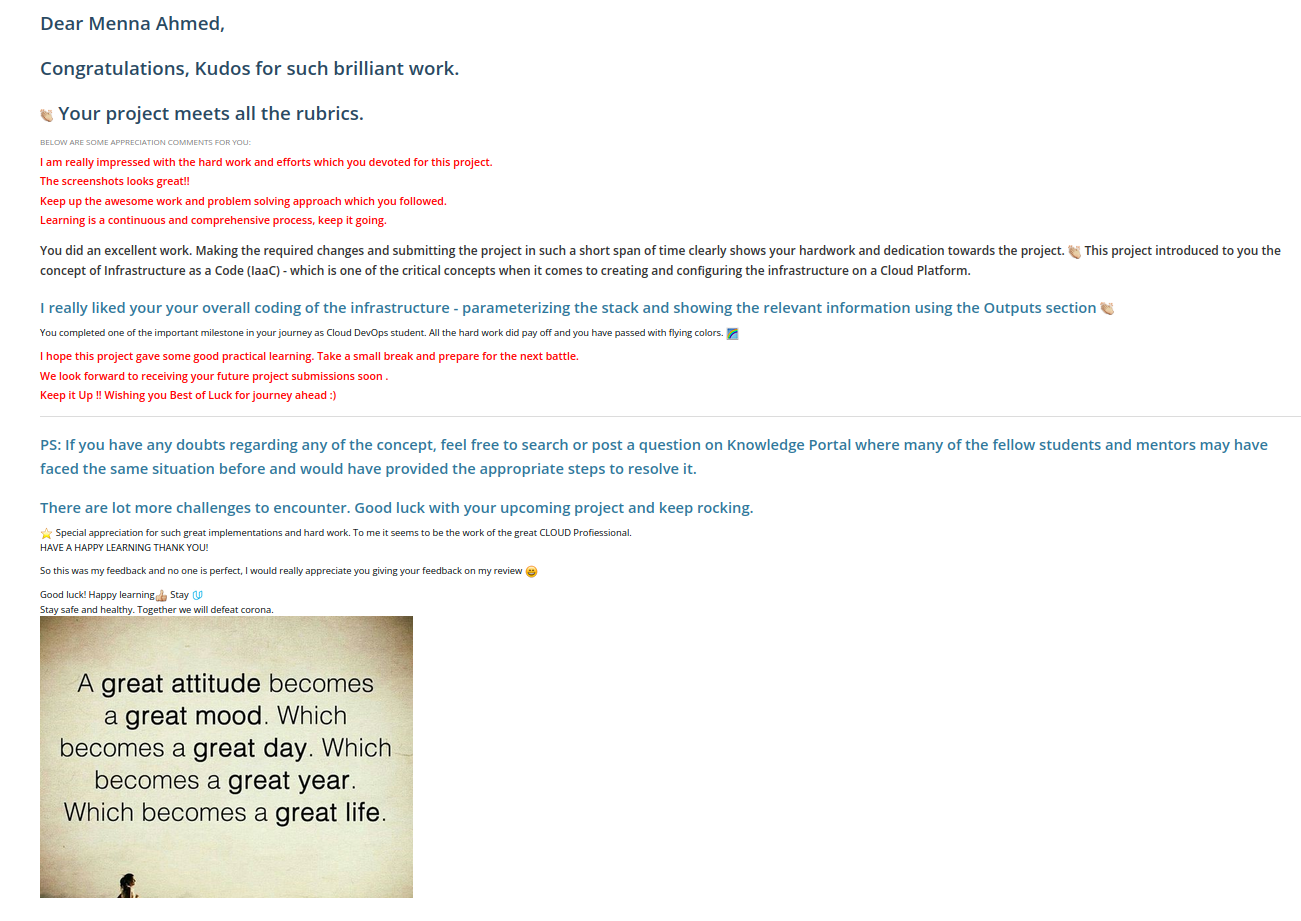 Dear Menna Ahmed,
Congratulations, Kudos for such brilliant work.
👏🏼 Your project meets all the rubrics.
BELOW ARE SOME APPRECIATION COMMENTS FOR YOU:
I am really impressed with the hard work and efforts which you devoted for this project.
The screenshots looks great!!
Keep up the awesome work and problem solving approach which you followed.
Learning is a continuous and comprehensive process, keep it going.
You did an excellent work. Making the required changes and submitting the project in such a short span of time clearly shows your hardwork and dedication towards the project. 👏🏼 This project introduced to you the
concept of Infrastructure as a Code (IaaC) - which is one of the critical concepts when it comes to creating and configuring the infrastructure on a Cloud Platform.
I really liked your your overall coding of the infrastructure - parameterizing the stack and showing the relevant information using the Outputs section 👏🏼
You completed one of the important milestone in your journey as Cloud DevOps student. All the hard work did pay off and you have passed with flying colors. 🌈
I hope this project gave some good practical learning. Take a small break and prepare for the next battle.
We look forward to receiving your future project submissions soon .
Keep it Up !! Wishing you Best of Luck for journey ahead :)
PS: If you have any doubts regarding any of the concept, feel free to search or post a question on Knowledge Portal where many of the fellow students and mentors may have
faced the same situation before and would have provided the appropriate steps to resolve it.
There are lot more challenges to encounter. Good luck with your upcoming project and keep rocking.
⭐ Special appreciation for such great implementations and hard work. To me it seems to be the work of the great CLOUD Profiessional.
HAVE A HAPPY LEARNING THANK YOU!
So this was my feedback and no one is perfect, I would really appreciate you giving your feedback on my review 😀
Good luck! Happy learning👍🏼 Stay
Stay safe and healthy. Together we will defeat corona.
A great attitude becomes
a great mood. Which
becomes a great day. Which
becomes a great year.
Which becomes a great life.